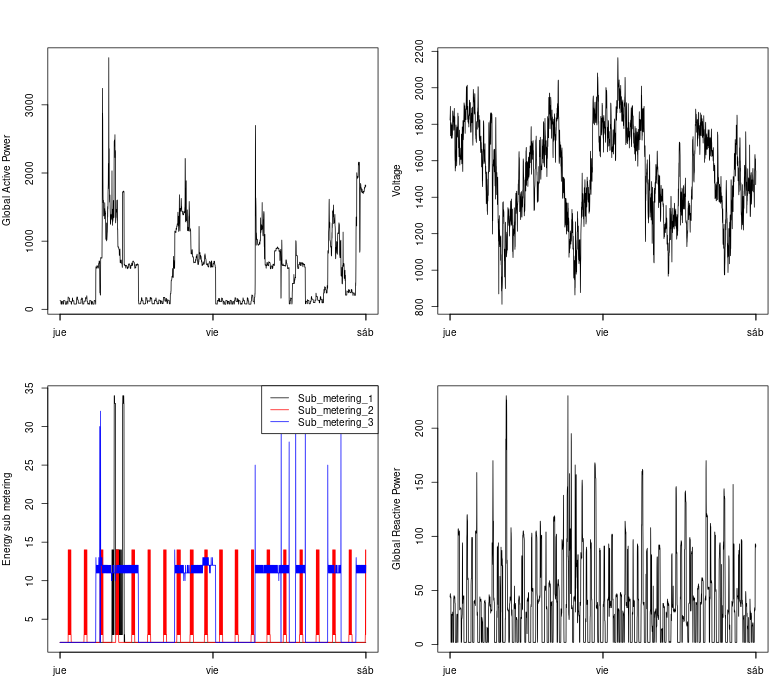 Global Active Power
0
1000
2000
3000
jue
vie
sáb
Voltage
800
1000
1200
1400
1600
1800
2000
2200
jue
vie
sáb
Energy sub metering
5
10
15
20
25
30
35
Sub_metering_1
Sub_metering_2
Sub_metering_3
jue
vie
sáb
Global Reactive Power
0
50
100
150
200
jue
vie
sáb